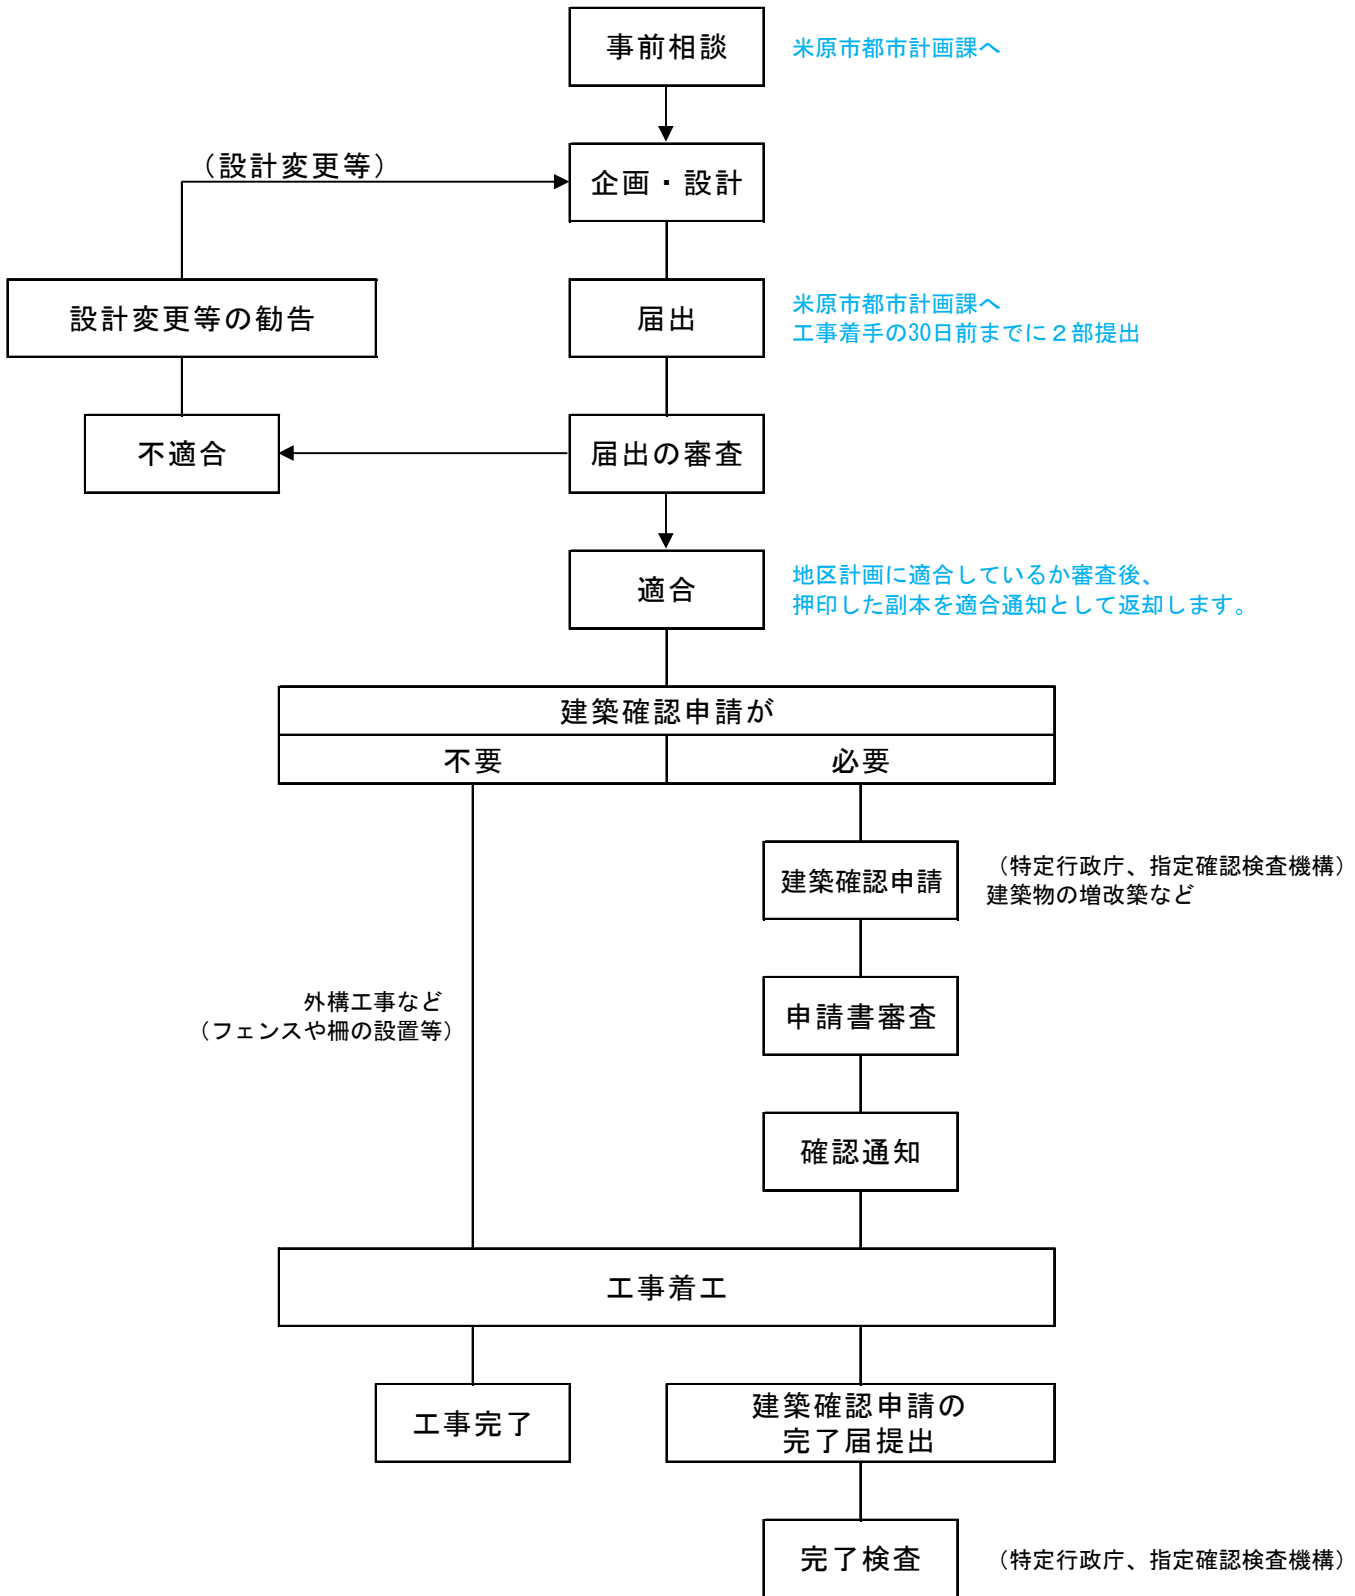 事前相談
米原市都市計画課へ
(設計変更等)
企画・設計
設計変更等の勧告
届出
米原市都市計画課へ
工事着手の30日前までに２部提出
不適合
届出の審査
適合
地区計画に適合しているか審査後、
押印した副本を適合通知として返却します。
建築確認申請が
不要
必要
建築確認申請
（特定行政庁、指定確認検査機構）
建築物の増改築など
外構工事など
（フェンスや柵の設置等）
申請書審査
確認通知
工事着工
工事完了
建築確認申請の
完了届提出
完了検査
（特定行政庁、指定確認検査機構）